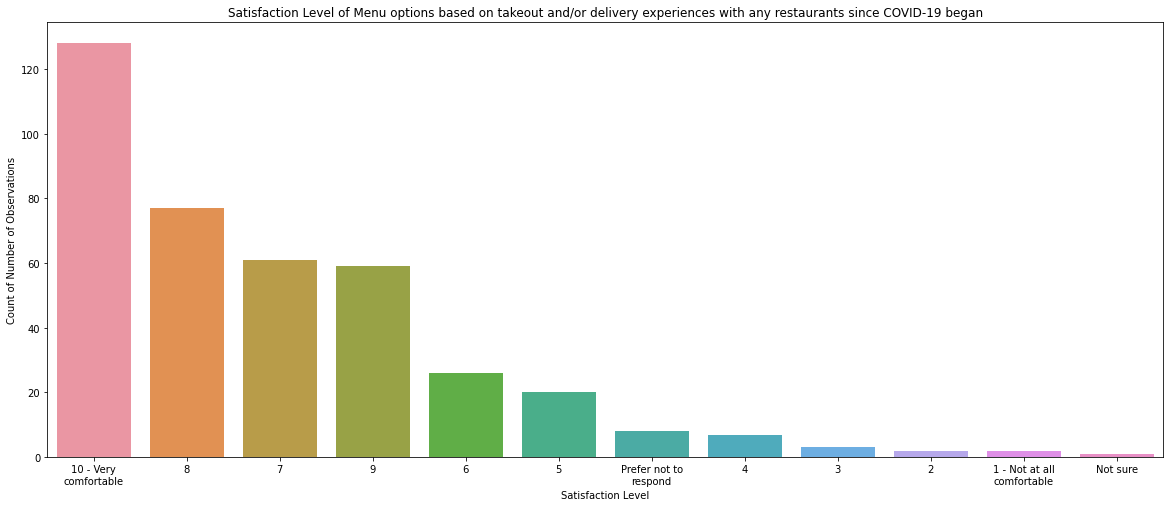 Satisfaction Level of Menu options based on takeout and/or delivery experiences with any restaurants since COVID-19 began
Count of Number of Observations
120
100
80
60
40
20
0
10 - Very
comfortable
8
7
9
6
5
Prefer not to
respond
4
3
2
1 - Not at all
comfortable
Not sure
Satisfaction Level